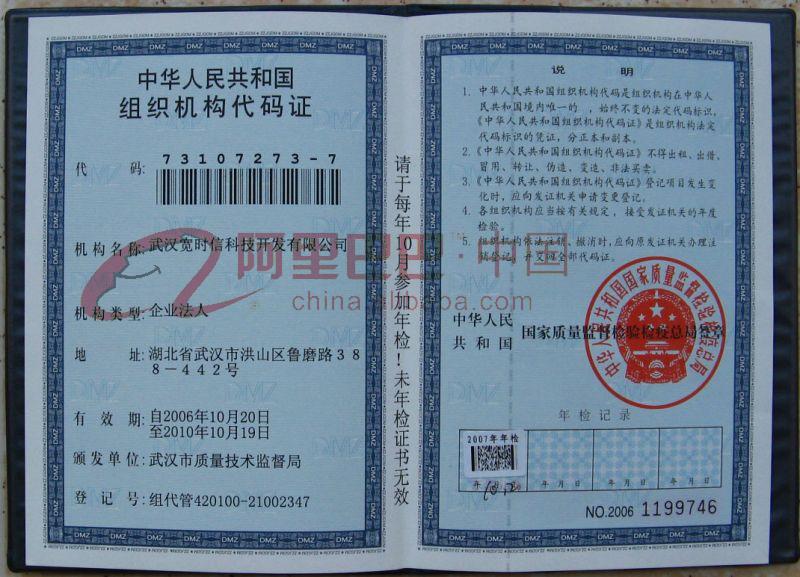 中华人民共和国
组织机构代码证
代 码: 73107273-7
机构名称: 武汉宽时信科技开发有限公司
机构类型: 企业法人
地 址: 湖北省武汉市洪山区鲁磨路38
8-442号
有 效 期: 自2006年10月20日
至2010年10月19日
颁发单位: 武汉市质量技术监督局
登 记 号: 组代管420100-21002347
请于每年10月参加年检!未年检证书无效
说 明
1. 中华人民共和国组织机构代码是组织机构在中华人
民共和国境内唯一的 ,始终不变的法定代码标识,
《中华人民共和国组织机构代码证》是组织机构法定
代码标识的凭证,分正本和副本.
2. 《中华人民共和国组织机构代码证》不得出租、出借、
冒用、转让、伪造、变造、非法买卖.
3. 《中华人民共和国组织机构代码证》登记项目发生变
化时,应向发证机关申请变更登记.
4. 各组织机构应当按有关规定,接受发证机关的年度
检验.
5. 组织机构依法注销、撤消时,应向原发证机关办理注
销登记,并交回全部代码证.
中华人民
共 和 国
国家质量监督检验检疫总局签章
中华人民共和国国家质量监督检验检疫总局
年检记录
2007年年检
年 月 日 年 月 日 年 月 日
NO.2006 1199746
阿里巴巴™·中国
china.alibaba.com